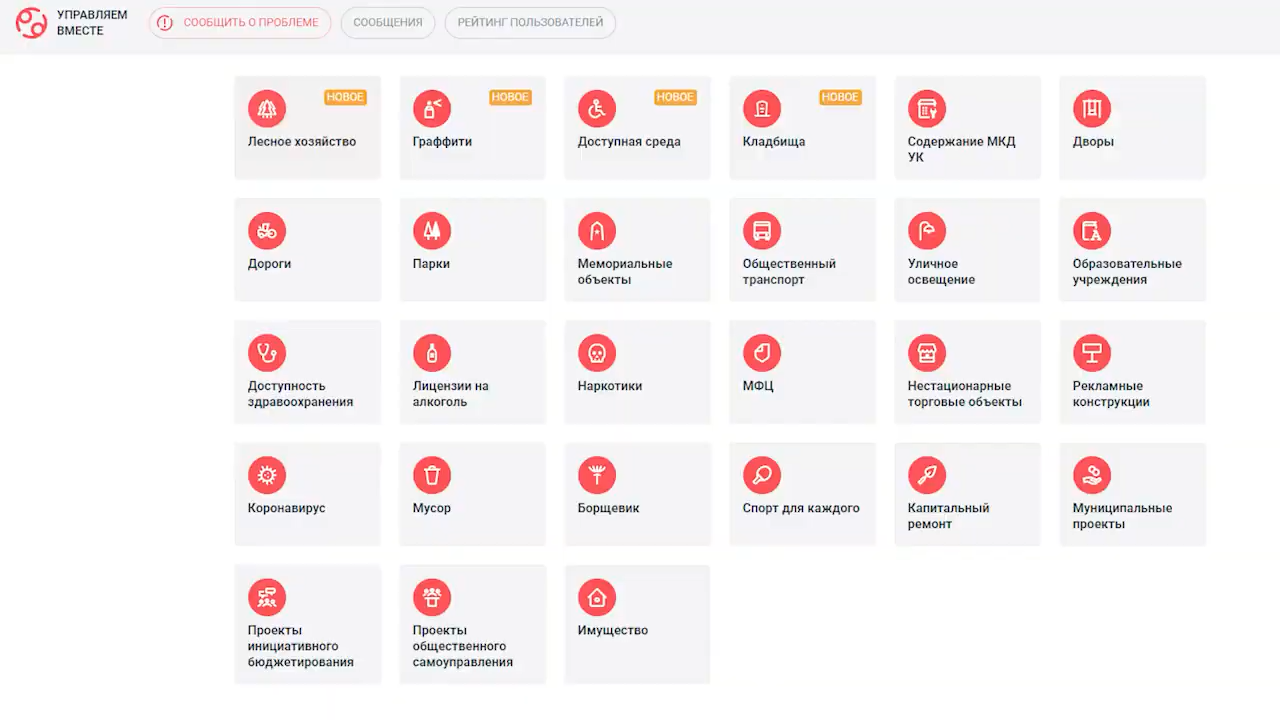 УПРАВЛЯЕМ
ВМЕСТЕ
СООБЩИТЬ О ПРОБЛЕМЕ
СООБЩЕНИЯ
РЕЙТИНГ ПОЛЬЗОВАТЕЛЕЙ
НОВОЕ
Лесное хозяйство
НОВОЕ
Граффити
НОВОЕ
Доступная среда
НОВОЕ
Кладбища
Содержание МКД
УК
Дворы
Дороги
Парки
Мемориальные
объекты
Общественный
транспорт
Уличное
освещение
Образовательные
учреждения
Доступность
здравоохранения
Лицензии на
алкоголь
Наркотики
МФЦ
Нестационарные
торговые объекты
Рекламные
конструкции
Коронавирус
Мусор
Борщевик
Спорт для каждого
Капитальный
ремонт
Муниципальные
проекты
Проекты
инициативного
бюджетирования
Проекты
общественного
самоуправления
Имущество